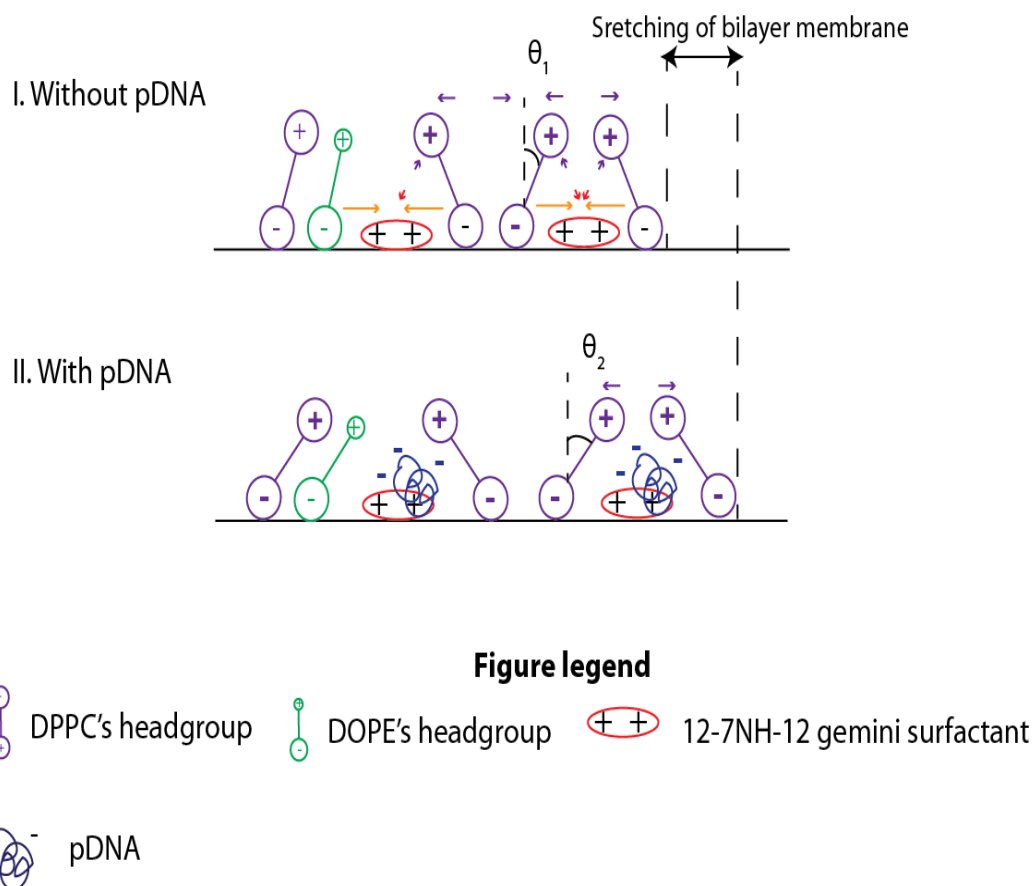 Sretching of bilayer membrane
θ1
I. Without pDNA
+ + + + +
- - + + - - + + -
θ2
II. With pDNA
+ + + + +
- - -
- - -
- - + + - - + + -
Figure legend
DPPC's headgroup
+ - DOPE's headgroup
+ + 12-7NH-12 gemini surfactant
- pDNA